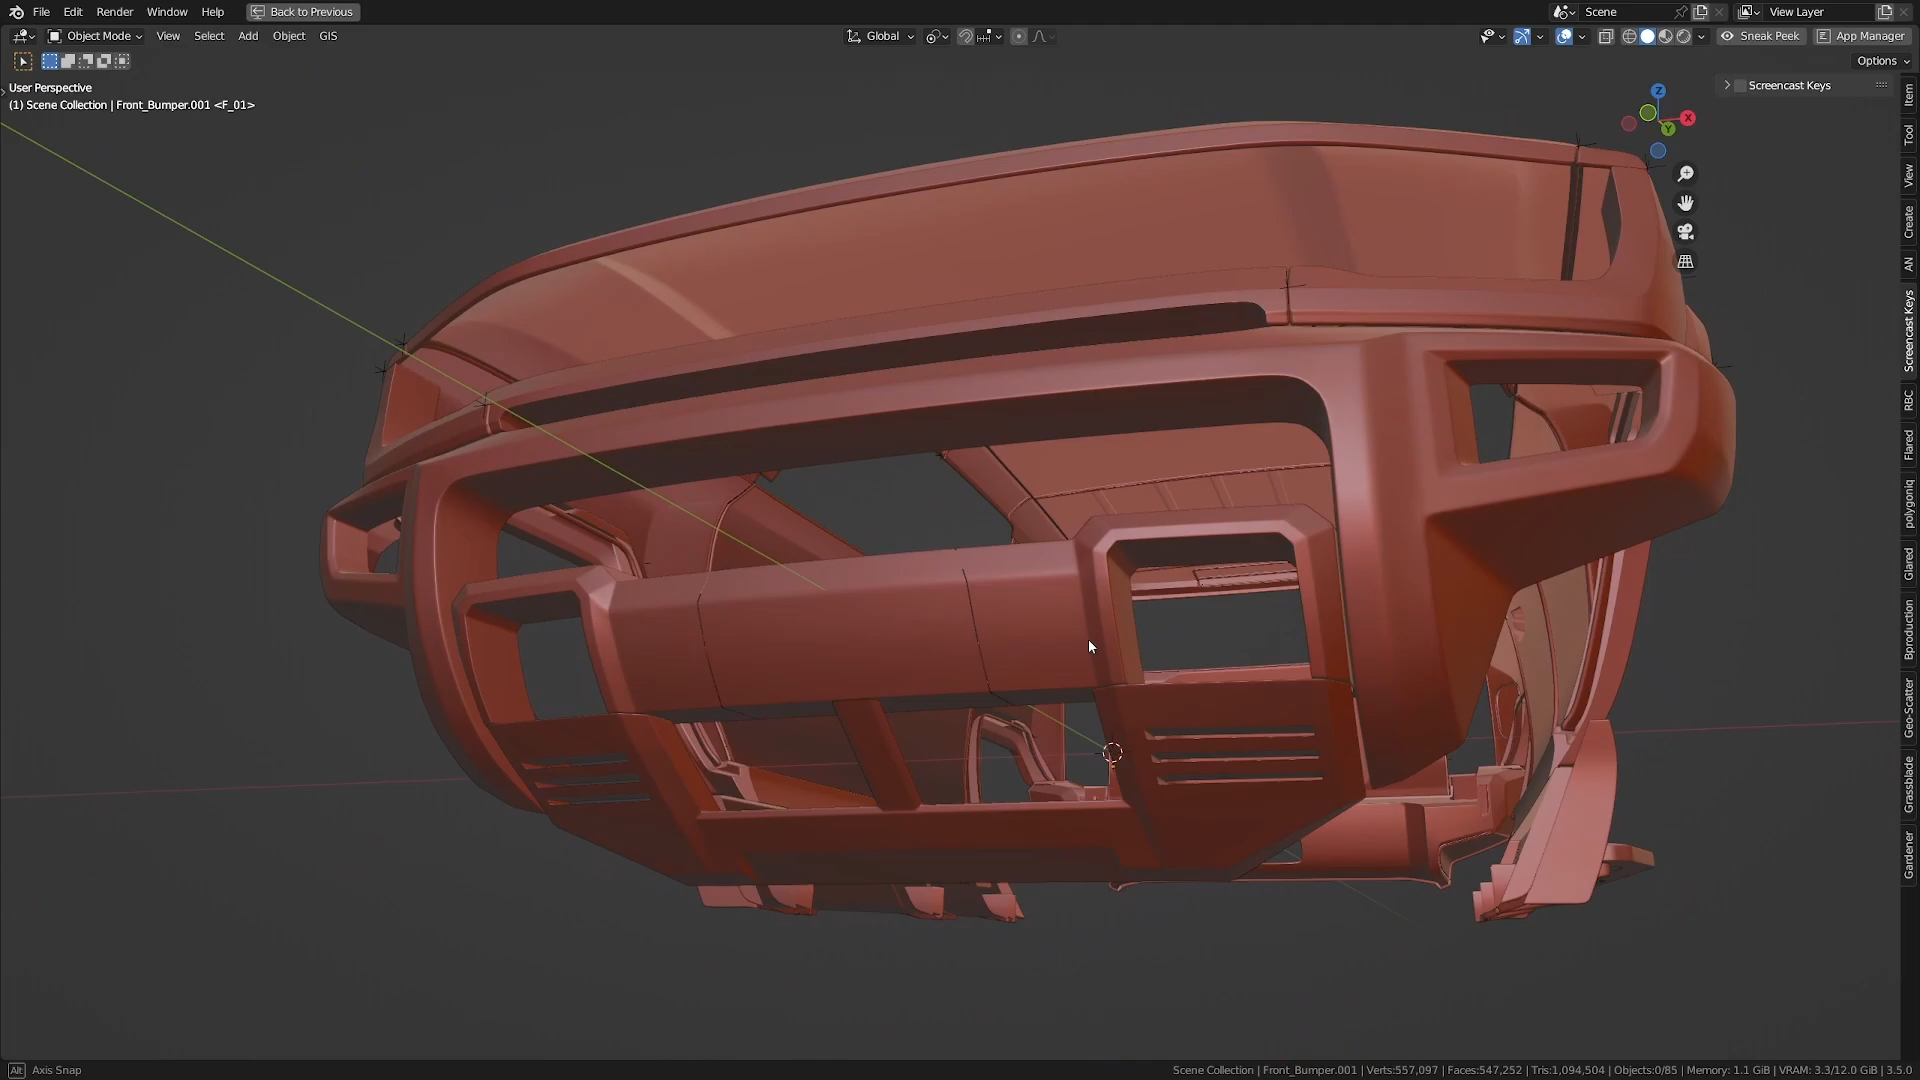 File Edit Render Window Help Back to Previous Scene View Layer
Object Mode View Select Add Object GIS Global Sneak Peek App Manager
Options
User Perspective
(1) Scene Collection | Front_Bumper.001 <F_01>
Screencast Keys
Z
X
Y
Item
Tool
View
Create
AN
Screencast Keys
RBC
Flared
polygoniq
Glared
Bproduction
Geo-Scatter
Grassblade
Gardener
Alt Axis Snap
Scene Collection | Front_Bumper.001 | Verts:557,097 | Faces:547,252 | Tris:1,094,504 | Objects:0/85 | Memory: 1.1 GiB | VRAM: 3.3/12.0 GiB | 3.5.0